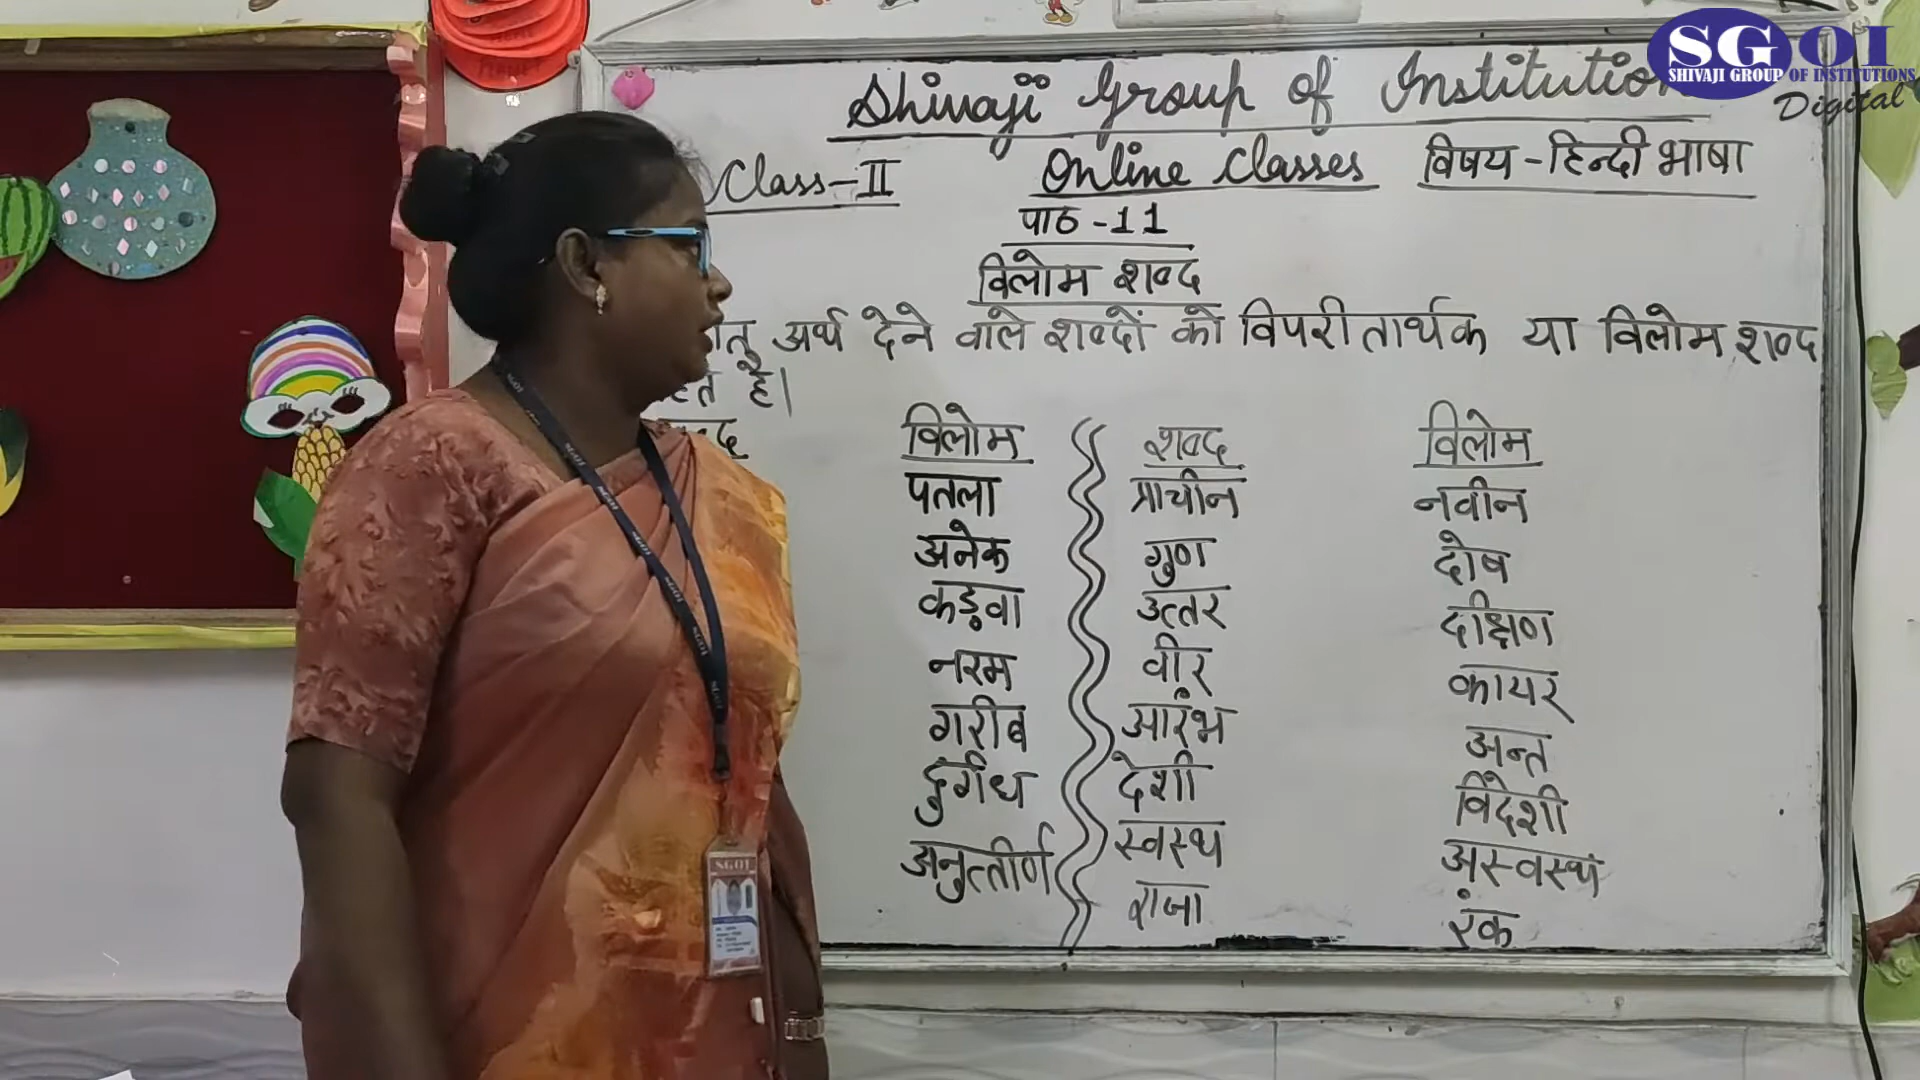 SGOI
SHIVAJI GROUP OF INSTITUTIONS
Digital
Shivaji Group of Institution
Class-II Online Classes विषय-हिन्दी भाषा
पाठ -11
विलोम शब्द
अर्थ देने वाले शब्दों को विपरीतार्थक या विलोम शब्द
है।
विलोम शब्द विलोम
पतला प्राचीन नवीन
अनेक गुण दोष
कड़वा उत्तर दक्षिण
नरम वीर कायर
गरीब आरंभ अन्त
दुर्गंध देशी विदेशी
अनुत्तीर्ण स्वस्थ अस्वस्थ
राजा रंक
SGOI